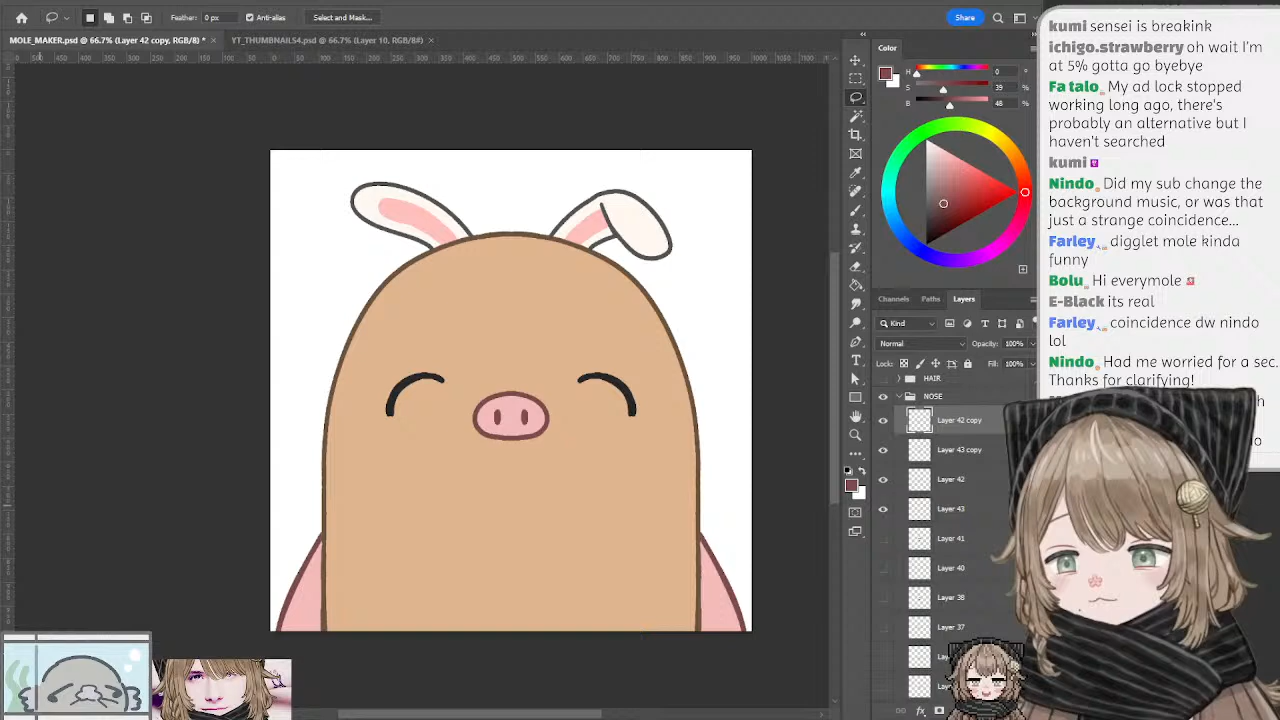 Feather: 0 px Anti-alias Select and Mask... Share
MOLE_MAKER.psd @ 66.7% (Layer 42 copy, RGB/8) * × YT_THUMBNAILS4.psd @ 66.7% (Layer 10, RGB/8#) ×
Color
H 0 °
S 39 %
B 48 %
Channels Paths Layers
Kind
Normal Opacity: 100%
Lock: Fill: 100%
HAIR
NOSE
Layer 42 copy
Layer 43 copy
Layer 42
Layer 43
Layer 41
Layer 40
Layer 38
Layer 37
kumi sensei is breakink
ichigo.strawberry oh wait I'm
at 5% gotta go byebye
Fa talo My ad lock stopped
working long ago, there's
probably an alternative but I
haven't searched
kumi
Nindo Did my sub change the
background music, or was that
just a strange coincidence...
Farley digglet mole kinda
funny
Bolu Hi everymole
E-Black its real
Farley coincidence dw nindo
lol
Nindo Had me worried for a sec.
Thanks for clarifying!